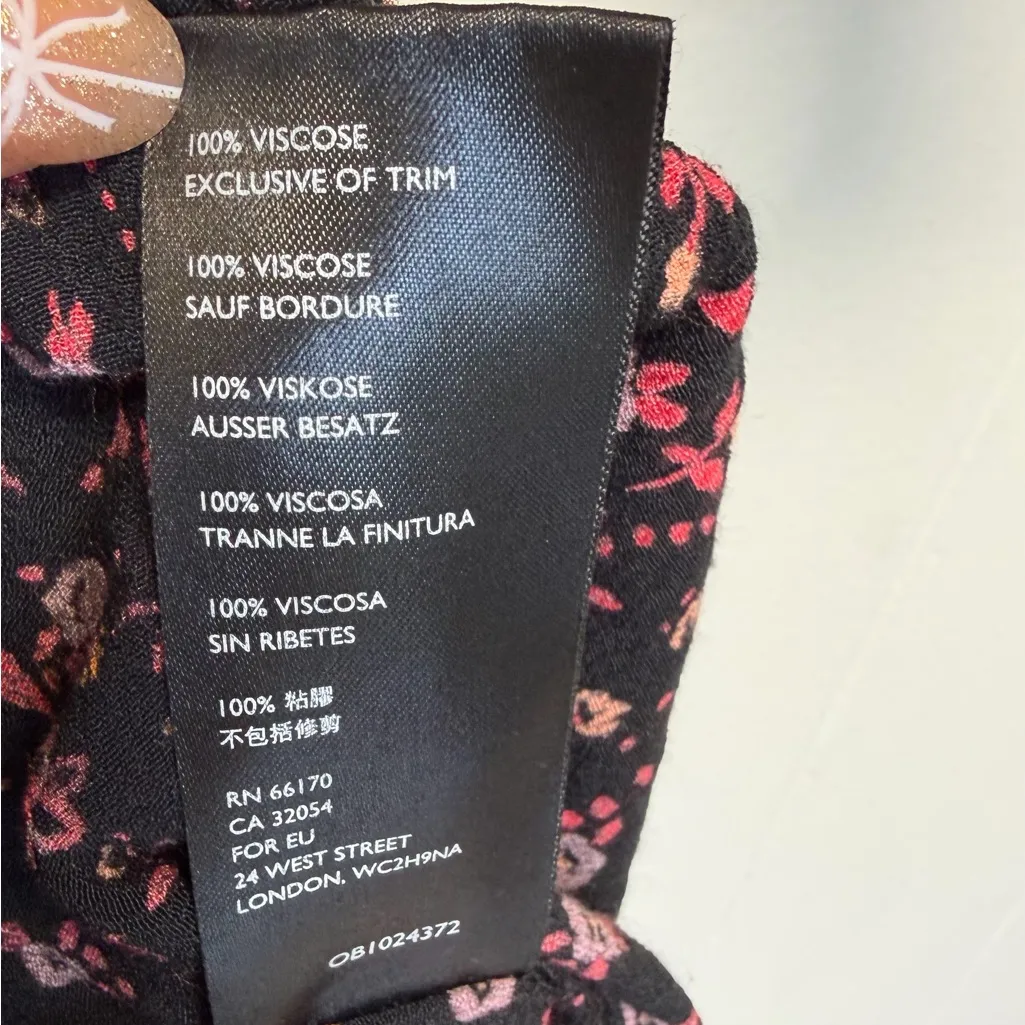 100% VISCOSE
EXCLUSIVE OF TRIM
100% VISCOSE
SAUF BORDURE
100% VISKOSE
AUSSER BESATZ
100% VISCOSA
TRANNE LA FINITURA
100% VISCOSA
SIN RIBETES
100% 粘膠
不包括修剪
RN 66170
CA 32054
FOR EU
24 WEST STREET
LONDON, WC2H9NA
OB1024372